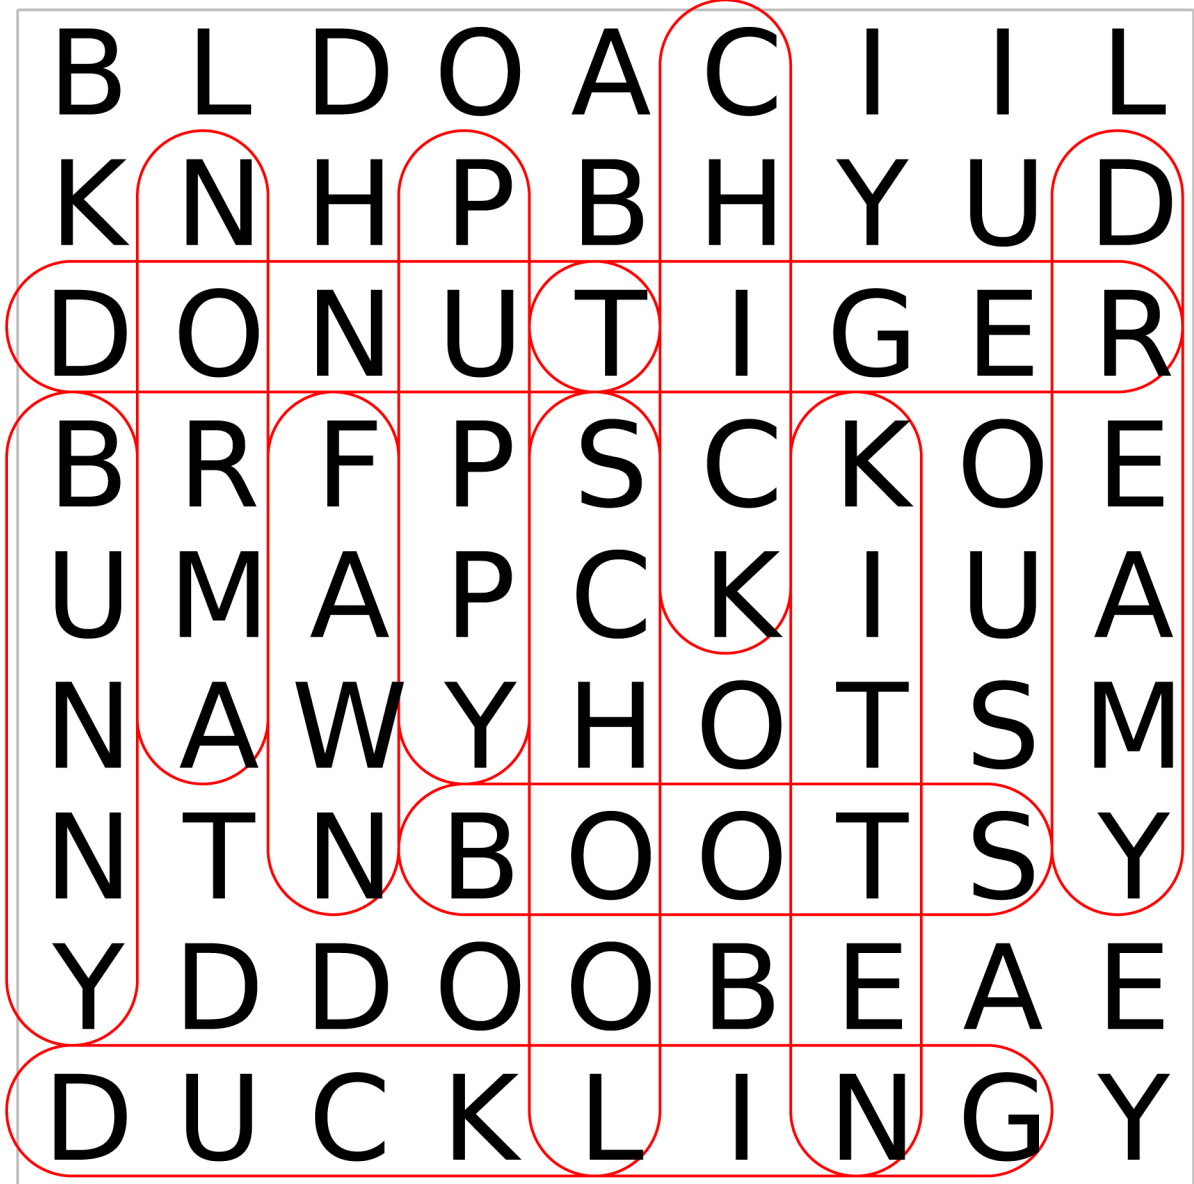 B L D O A C I I L
K N H P B H Y U D
D O N U T I G E R
B R F P S C K O E
U M A P C K I U A
N A W Y H O T S M
N T N B O O T S Y
Y D D O O B E A E
D U C K L I N G Y